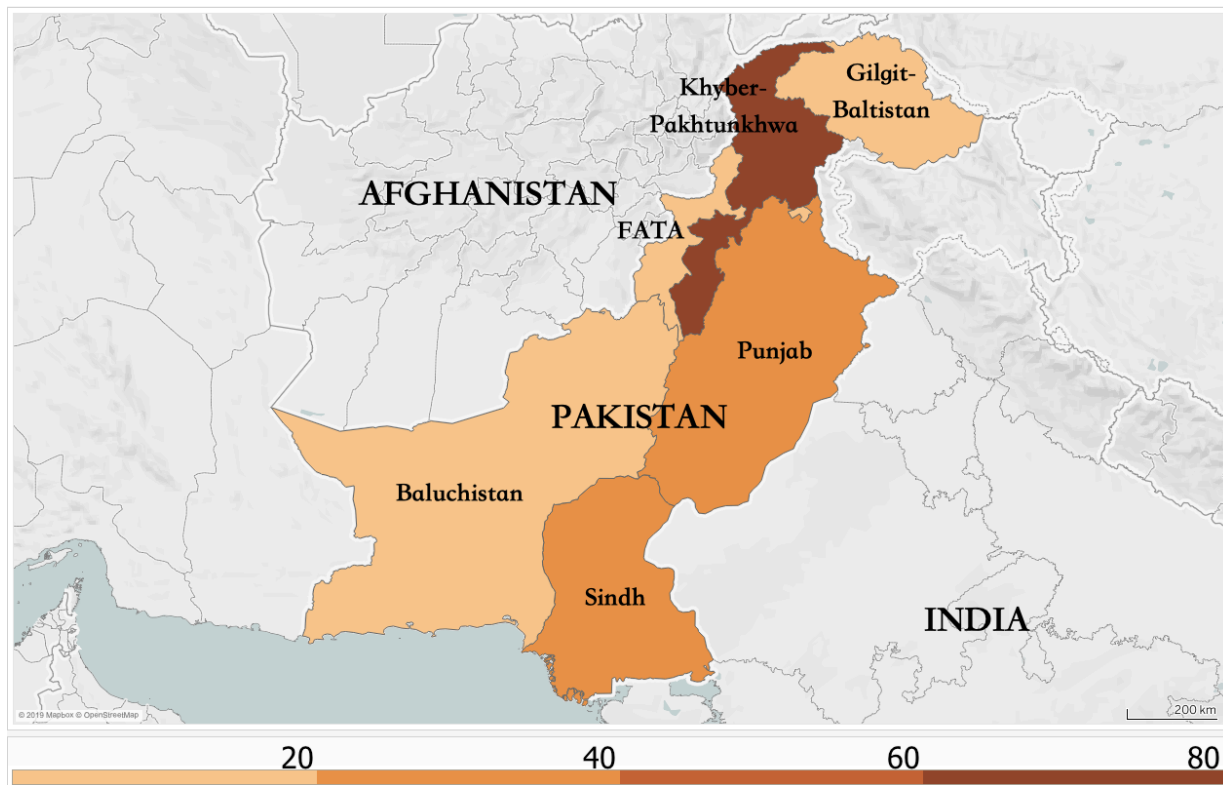 Gilgit-
Baltistan
Khyber-
Pakhtunkhwa
AFGHANISTAN
FATA
Punjab
PAKISTAN
Baluchistan
Sindh
INDIA
© 2019 Mapbox © OpenStreetMap
200 km
20 40 60 80